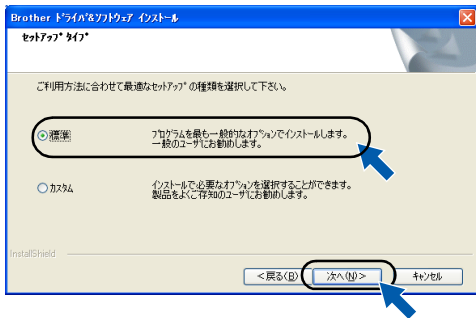 Brother ﾄﾞﾗｲﾊﾞ&ｿﾌﾄｳｪｱ ｲﾝｽﾄｰﾙ
ｾｯﾄｱｯﾌﾟ ﾀｲﾌﾟ
ご利用方法に合わせて最適なｾｯﾄｱｯﾌﾟの種類を選択して下さい。
標準
ﾌﾟﾛｸﾞﾗﾑを最も一般的なｵﾌﾟｼｮﾝでｲﾝｽﾄｰﾙします。
一般のﾕｰｻﾞにお勧めします。
ｶｽﾀﾑ
ｲﾝｽﾄｰﾙで必要なｵﾌﾟｼｮﾝを選択することができます。
製品をよくご存知のﾕｰｻﾞにお勧めします。
InstallShield
<戻る(B) 次へ(N)> ｷｬﾝｾﾙ